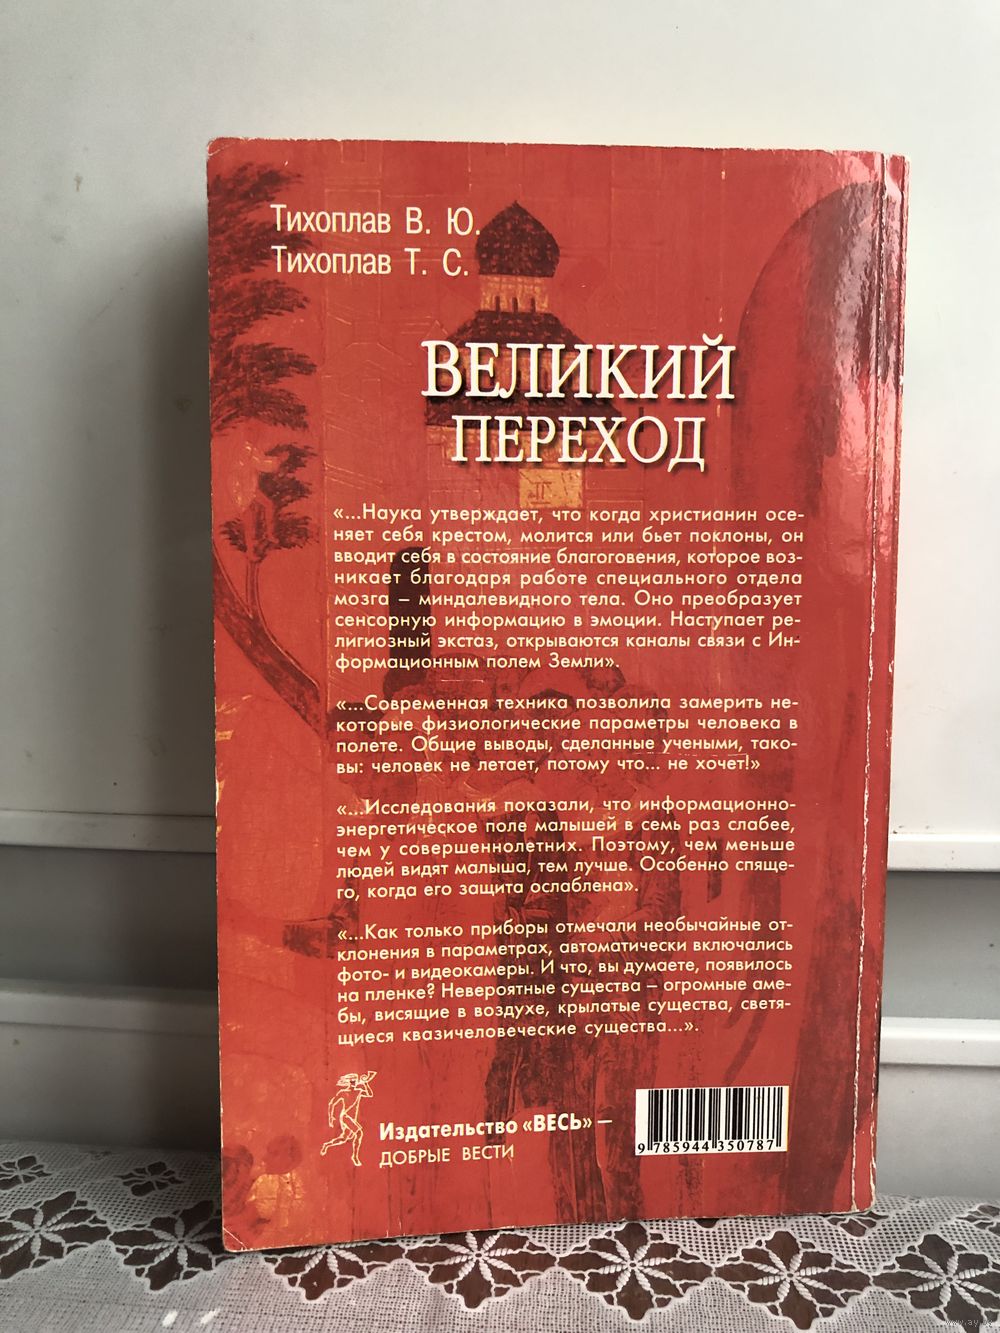 Тихоплав В. Ю.
Тихоплав Т. С.
ВЕЛИКИЙ
ПЕРЕХОД
«...Наука утверждает, что когда христианин осе-
няет себя крестом, молится или бьет поклоны, он
вводит себя в состояние благоговения, которое воз-
никает благодаря работе специального отдела
мозга – миндалевидного тела. Оно преобразует
сенсорную информацию в эмоции. Наступает ре-
лигиозный экстаз, открываются каналы связи с Ин-
формационным полем Земли».
«...Современная техника позволила замерить не-
которые физиологические параметры человека в
полете. Общие выводы, сделанные учеными, тако-
вы: человек не летает, потому что... не хочет!»
«...Исследования показали, что информационно-
энергетическое поле малышей в семь раз слабее,
чем у совершеннолетних. Поэтому, чем меньше
людей видят малыша, тем лучше. Особенно спяще-
го, когда его защита ослаблена».
«...Как только приборы отмечали необычайные от-
клонения в параметрах, автоматически включались
фото- и видеокамеры. И что, вы думаете, появилось
на пленке? Невероятные существа – огромные аме-
бы, висящие в воздухе, крылатые существа, светя-
щиеся квазичеловеческие существа...».
Издательство «ВЕСЬ» –
ДОБРЫЕ ВЕСТИ
9 785944 350787